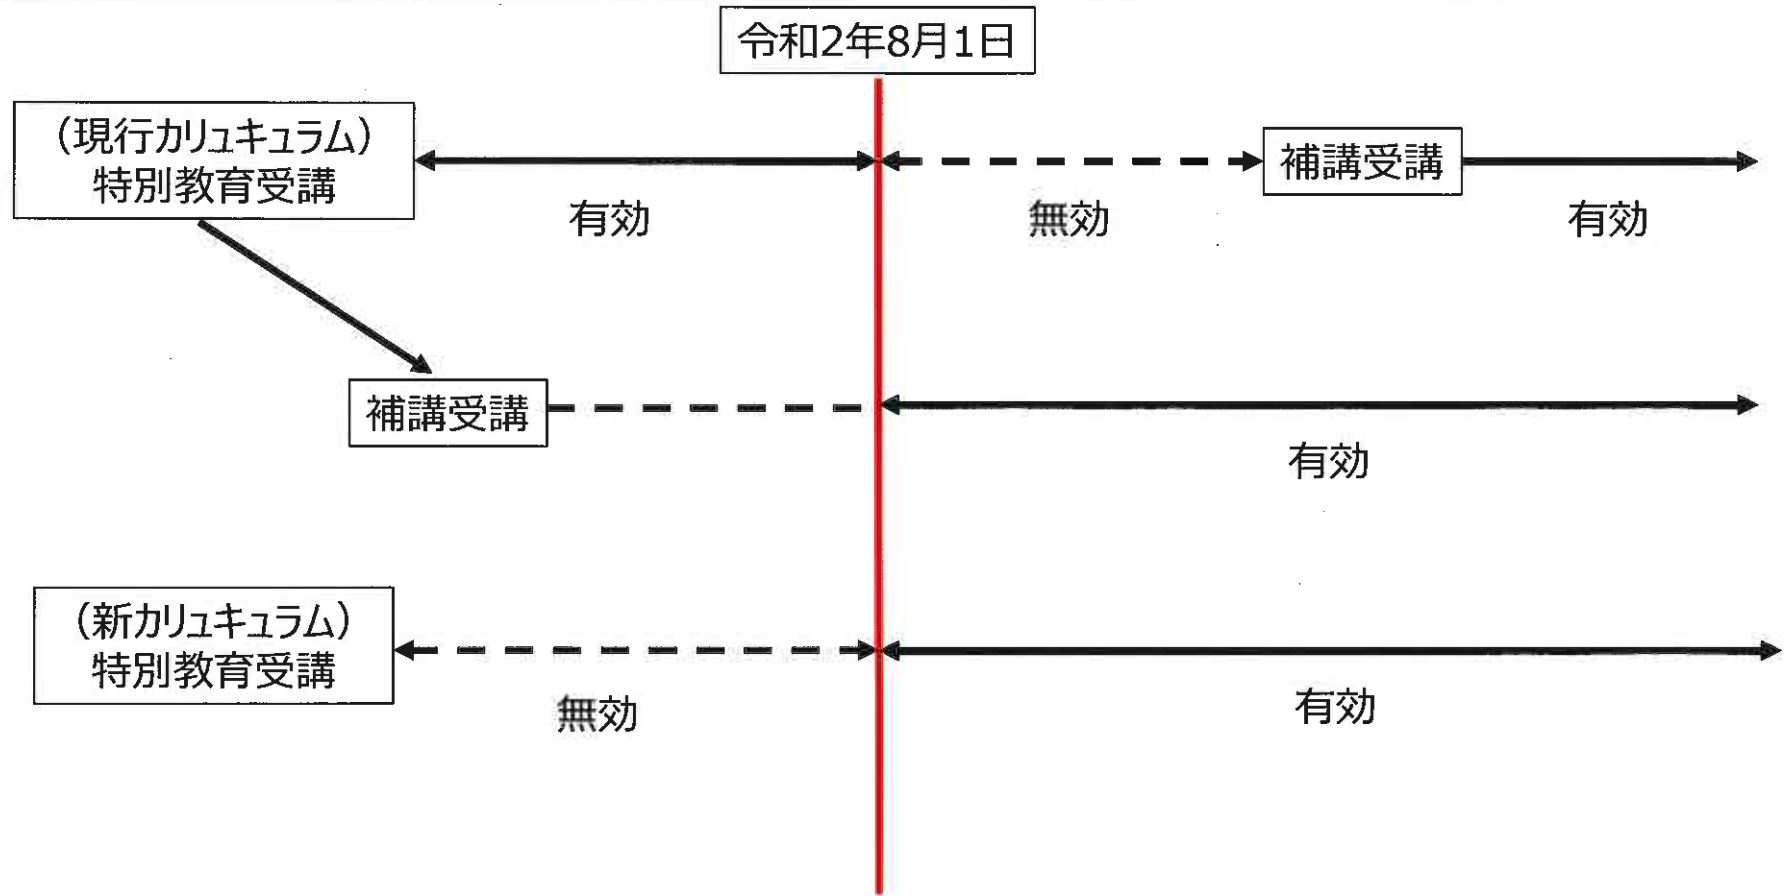 令和2年8月1日
（現行カリュキュラム）
特別教育受講
補講受講
有効
無効
有効
補講受講
有効
（新カリュキュラム）
特別教育受講
無効
有効